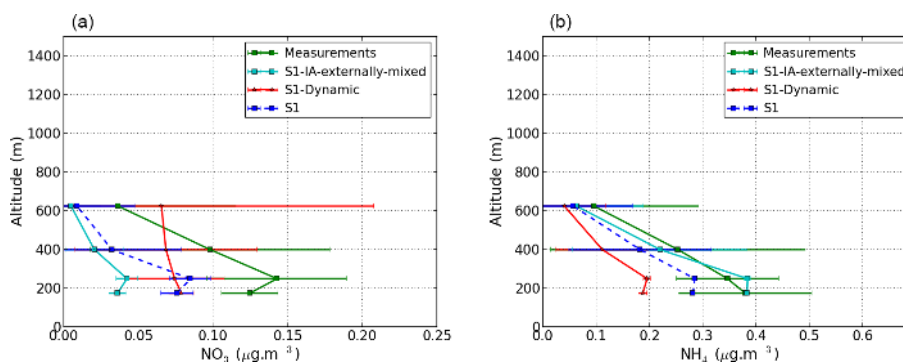 (a)
1400
1200
1000
800
600
400
200
0
Altitude (m)
Measurements
S1-IA-externally-mixed
S1-Dynamic
S1
0.00 0.05 0.10 0.15 0.20 0.25
NO3 (μg.m⁻³)
(b)
1400
1200
1000
800
600
400
200
0
Altitude (m)
Measurements
S1-IA-externally-mixed
S1-Dynamic
S1
0.0 0.1 0.2 0.3 0.4 0.5 0.6
NH4 (μg.m⁻³)